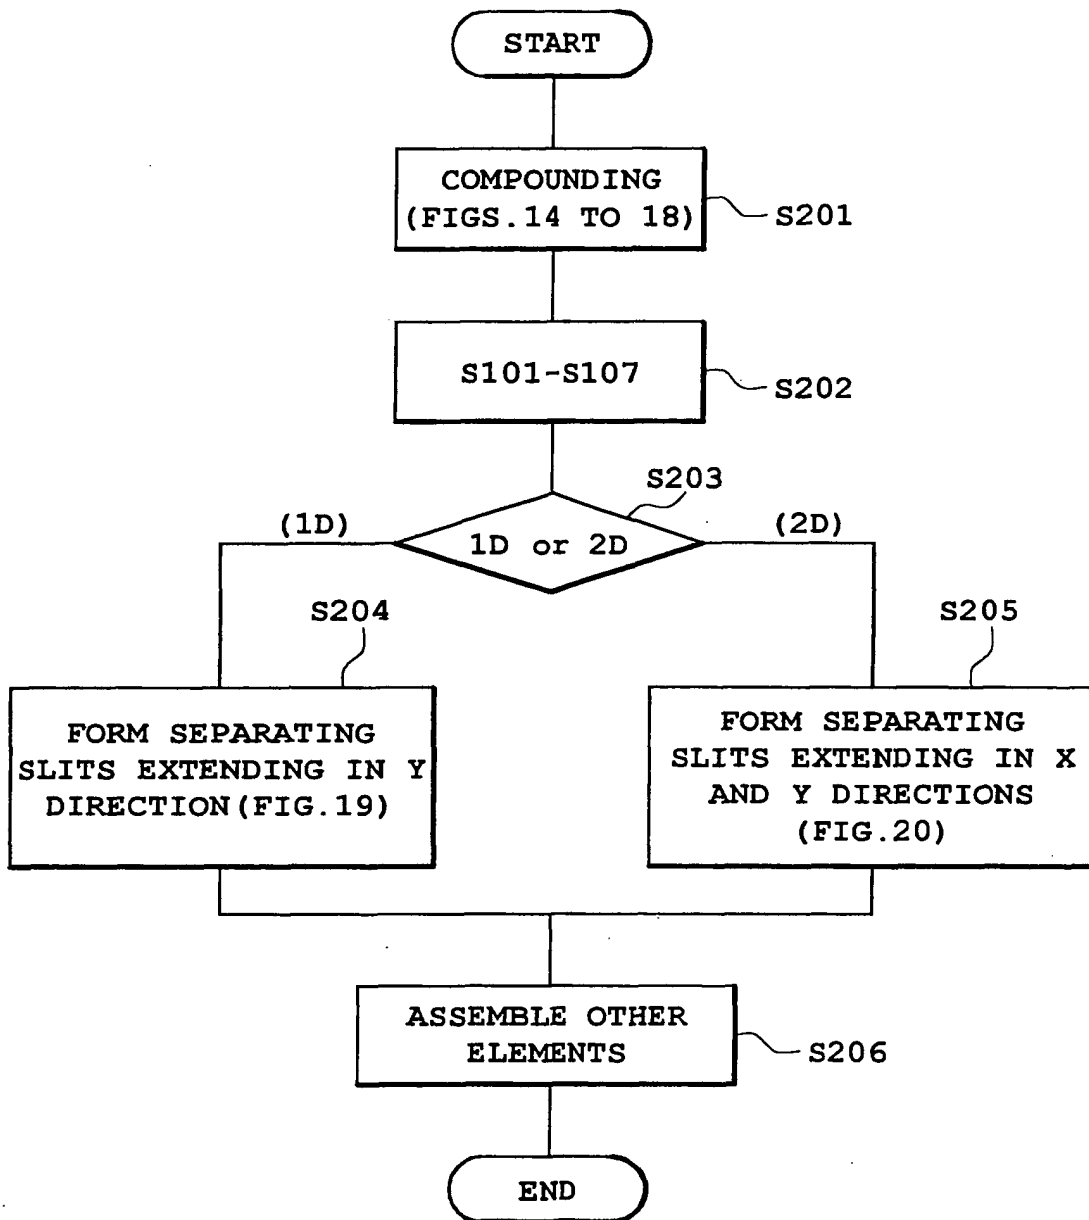 START
COMPOUNDING
(FIGS.14 TO 18)
S201
S101-S107
S202
S203
(1D)
1D or 2D
(2D)
S204
S205
FORM SEPARATING
SLITS EXTENDING IN Y
DIRECTION(FIG.19)
FORM SEPARATING
SLITS EXTENDING IN X
AND Y DIRECTIONS
(FIG.20)
ASSEMBLE OTHER
ELEMENTS
S206
END